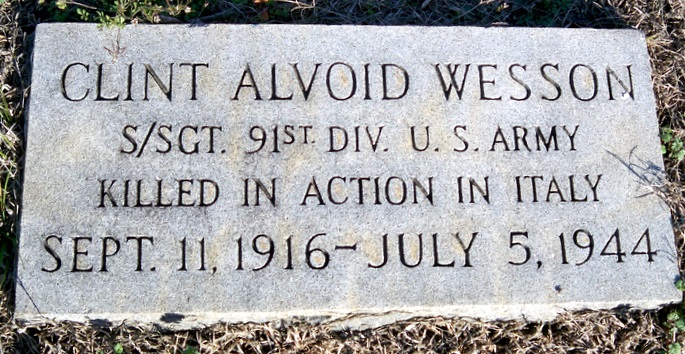 CLINT ALVOID WESSON
S/SGT. 91ST. DIV. U. S. ARMY
KILLED IN ACTION IN ITALY
SEPT. 11, 1916 – JULY 5, 1944